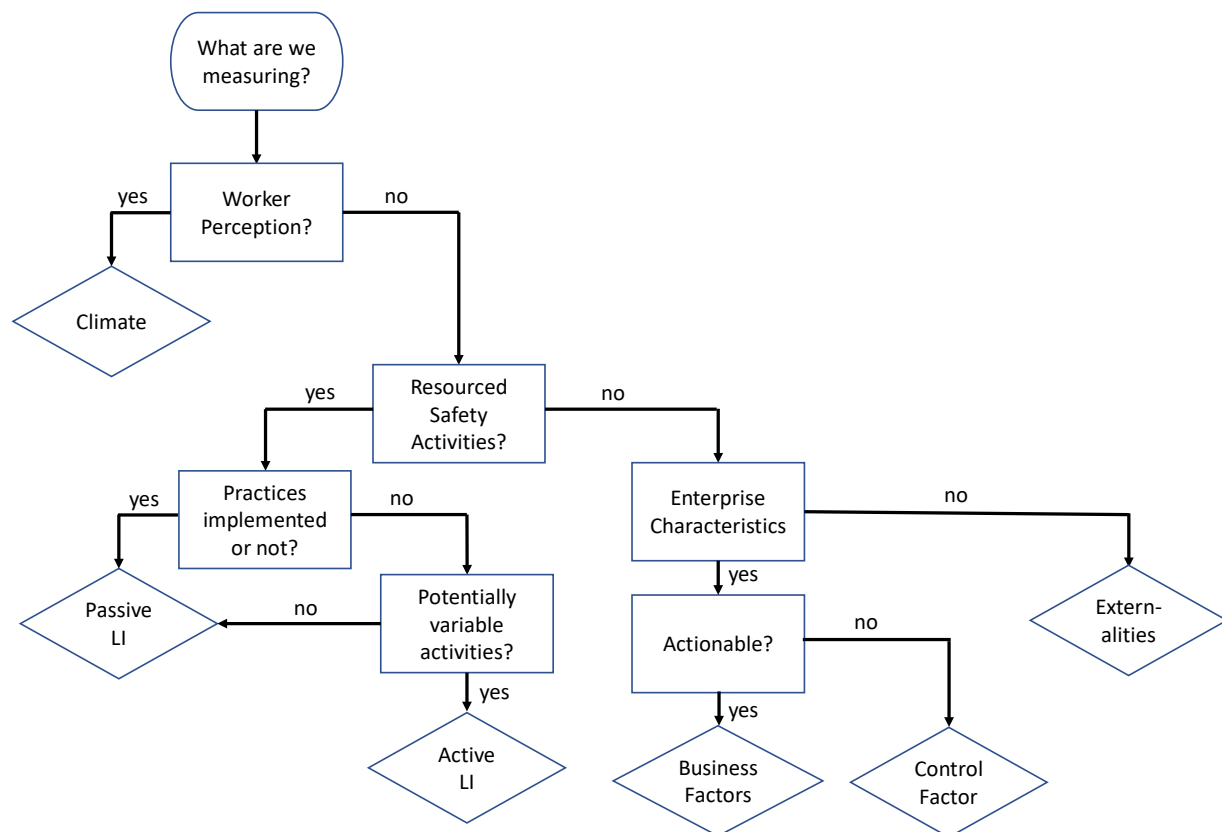 What are we
measuring?
yes
Worker
Perception?
no
Climate
yes
Resourced
Safety
Activities?
no
yes
Practices
implemented
or not?
no
Enterprise
Characteristics
no
yes
Passive
LI
no
Potentially
variable
activities?
Actionable?
no
Extern-
alities
yes
yes
Active
LI
Business
Factors
Control
Factor